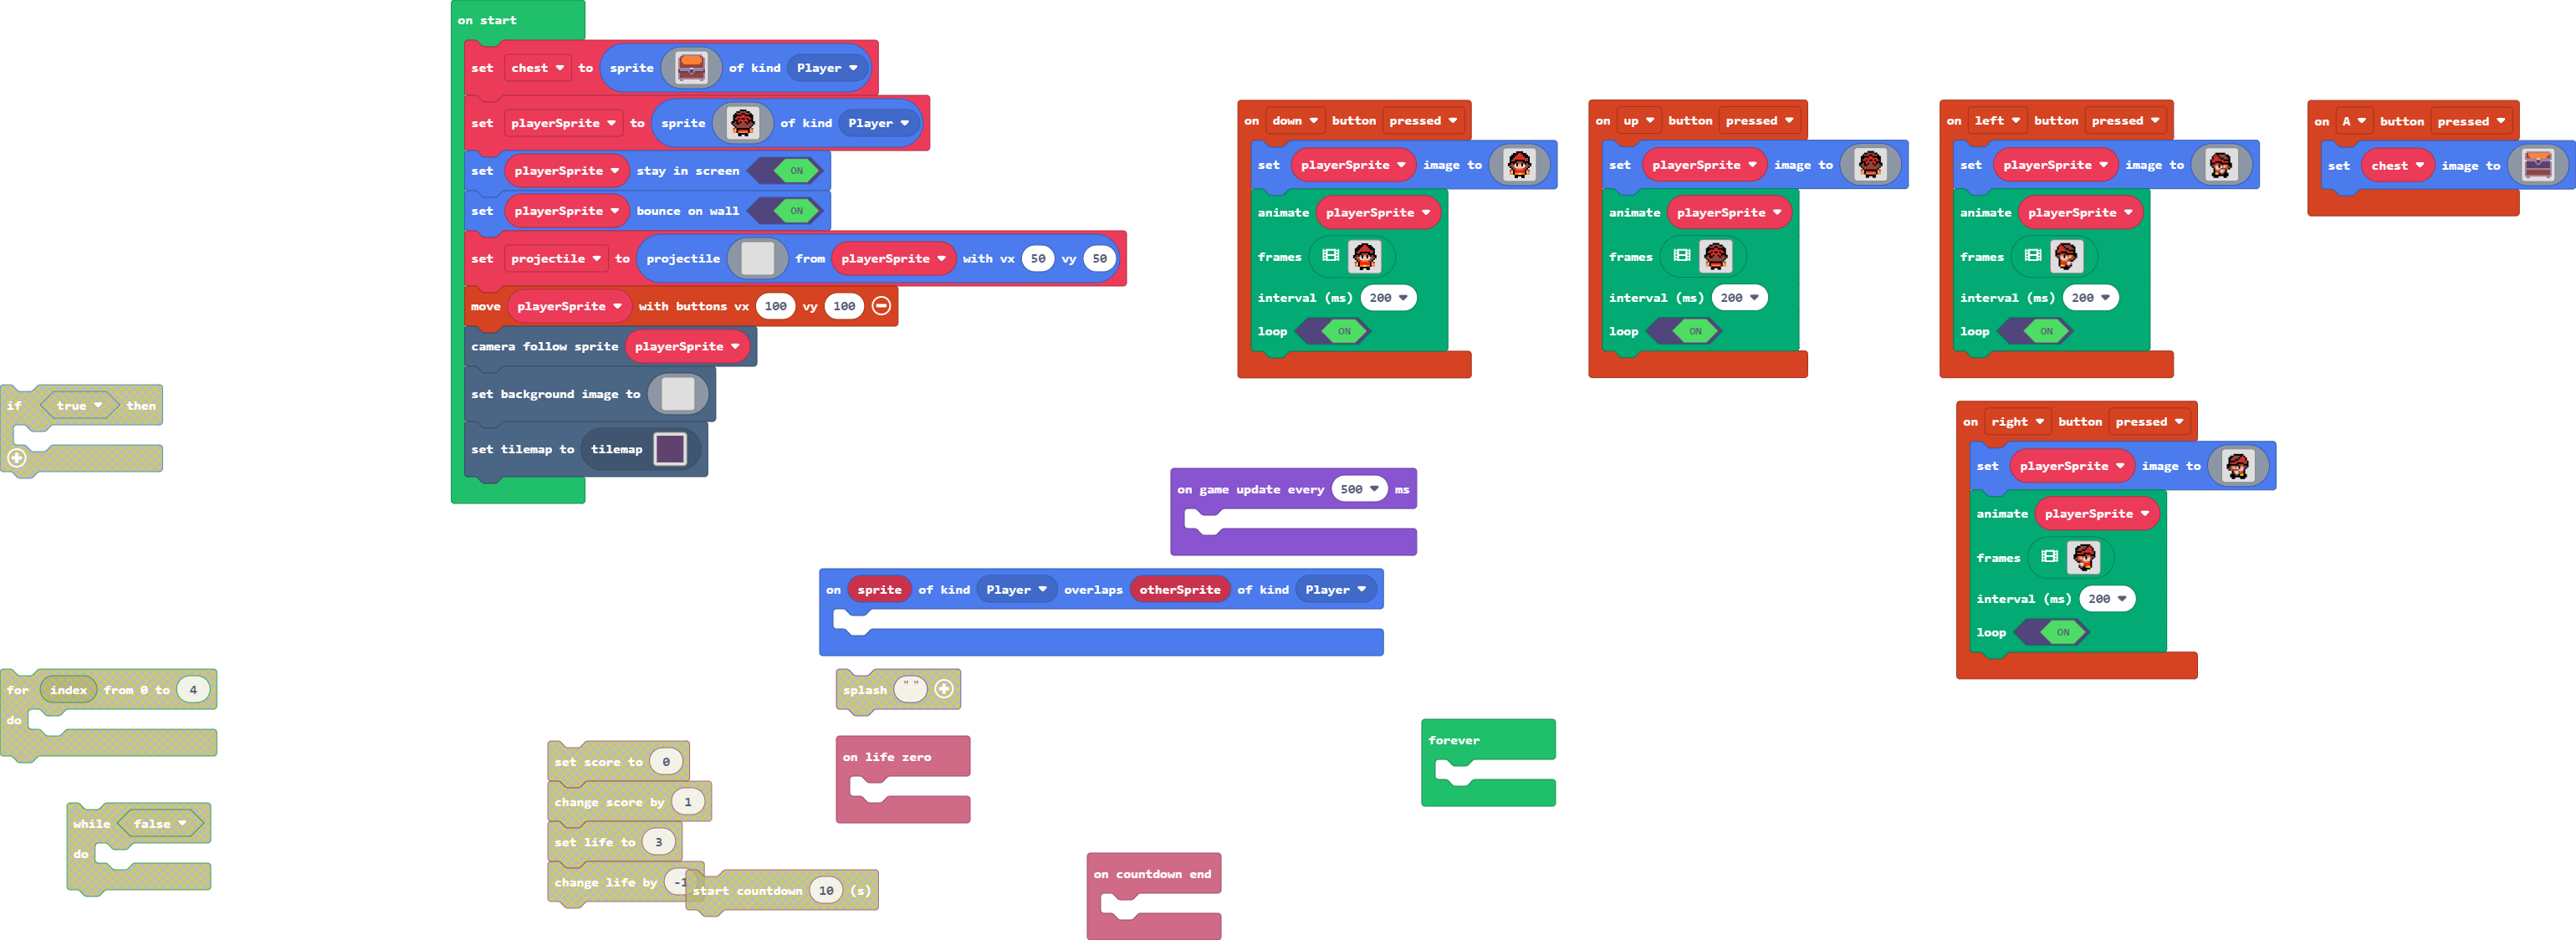 on start
set chest to sprite of kind Player
set playerSprite to sprite of kind Player
set playerSprite stay in screen ON
set playerSprite bounce on wall ON
set projectile to projectile from playerSprite with vx 50 vy 50
move playerSprite with buttons vx 100 vy 100
camera follow sprite playerSprite
set background image to
set tilemap to tilemap
on down button pressed
set playerSprite image to
animate playerSprite
frames
interval (ms) 200
loop ON
on up button pressed
set playerSprite image to
animate playerSprite
frames
interval (ms) 200
loop ON
on left button pressed
set playerSprite image to
animate playerSprite
frames
interval (ms) 200
loop ON
on A button pressed
set chest image to
on right button pressed
set playerSprite image to
animate playerSprite
frames
interval (ms) 200
loop ON
if true then
on game update every 500 ms
on sprite of kind Player overlaps otherSprite of kind Player
for index from 0 to 4
do
while false
do
splash " "
on life zero
set score to 0
change score by 1
set life to 3
change life by -1
start countdown 10 (s)
forever
on countdown end